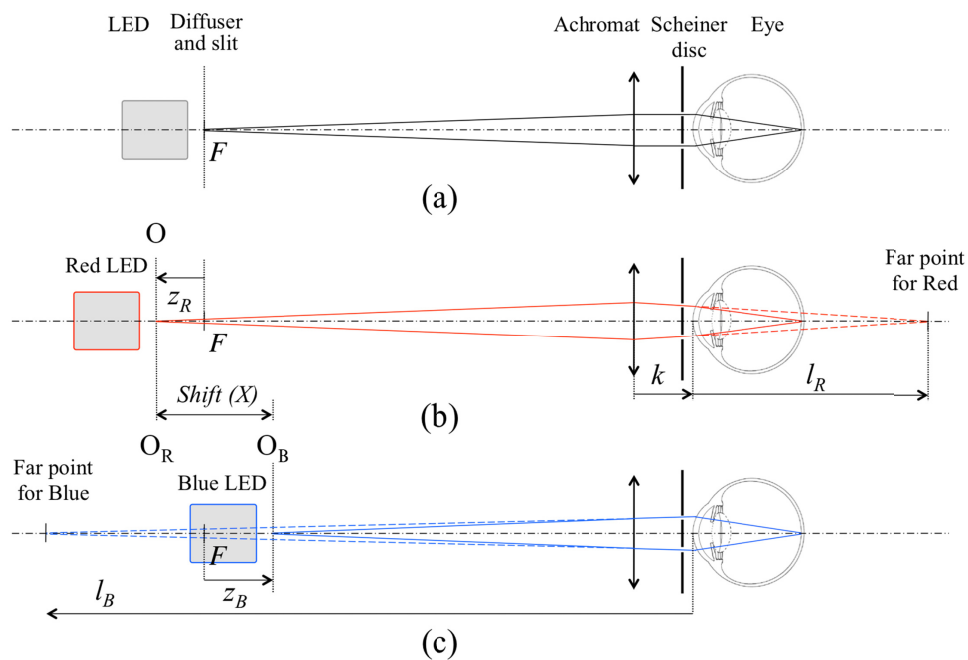 LED
Diffuser
and slit
Achromat
Scheiner
disc
Eye
F
(a)
O
Red LED
Far point
for Red
z_R
F
k
l_R
Shift (X)
(b)
O_R
O_B
Far point
for Blue
Blue LED
F
l_B
z_B
(c)